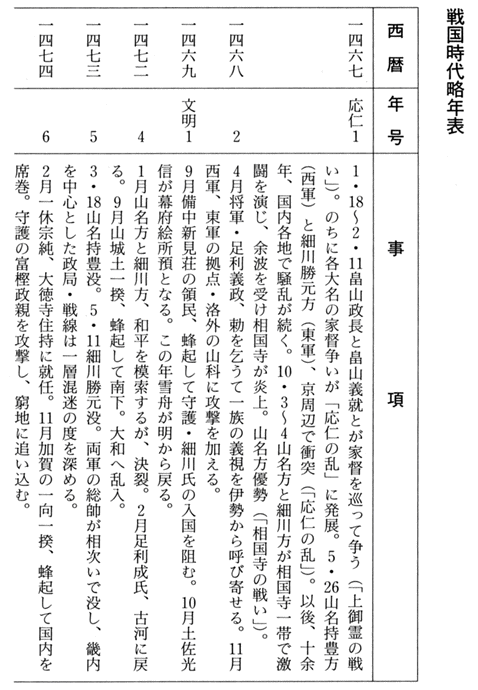 戦国時代略年表
西暦 年号 事項
一四六七 応仁1 1・18〜2・11畠山政長と畠山義就とが家督を巡って争う(「上御霊の戦
い」)。のちに各大名の家督争いが「応仁の乱」に発展。5・26山名持豊方
(西軍)と細川勝元方(東軍)、京周辺で衝突(「応仁の乱」)。以後、十余
年、国内各地で騒乱が続く。10・3〜4山名方と細川方が相国寺一帯で激
闘を演じ、余波を受け相国寺が炎上。山名方優勢(「相国寺の戦い」)。
一四六八 2 4月将軍・足利義政、勅を乞うて一族の義視を伊勢から呼び寄せる。11月
西軍、東軍の拠点・洛外の山科に攻撃を加える。
一四六九 文明1 9月備中新見荘の領民、蜂起して守護・細川氏の入国を阻む。10月土佐光
信が幕府絵所預となる。この年雪舟が明から戻る。
一四七二 4 1月山名方と細川方、和平を模索するが、決裂。2月足利成氏、古河に戻
る。9月山城土一揆、蜂起して南下。大和へ乱入。
一四七三 5 3・18山名持豊没。5・11細川勝元没。両軍の総帥が相次いで没し、畿内
を中心とした政局・戦線は一層混迷の度を深める。
一四七四 6 2月一休宗純、大徳寺住持に就任。11月加賀の一向一揆、蜂起して国内を
席巻。守護の富樫政親を攻撃し、窮地に追い込む。